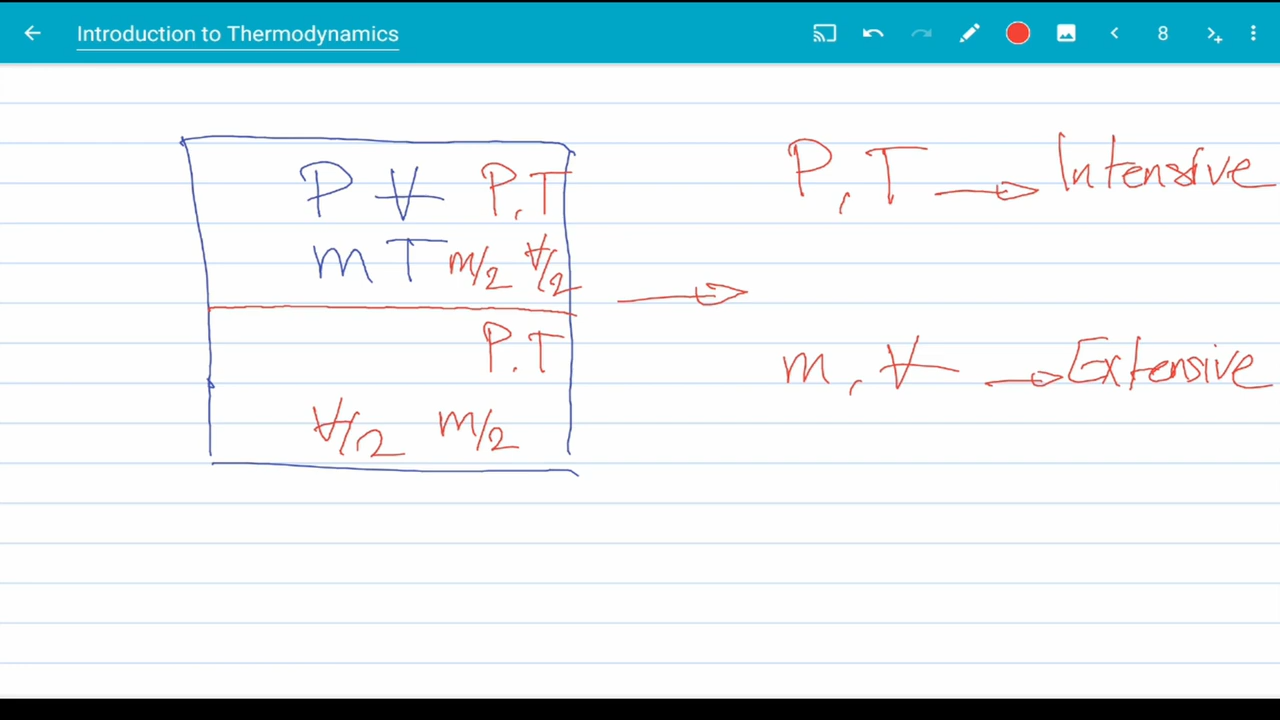 Introduction to Thermodynamics
8
P V P,T
m T m/2 V/2
P,T
V/2 m/2
P, T → Intensive
→
m, V → Extensive